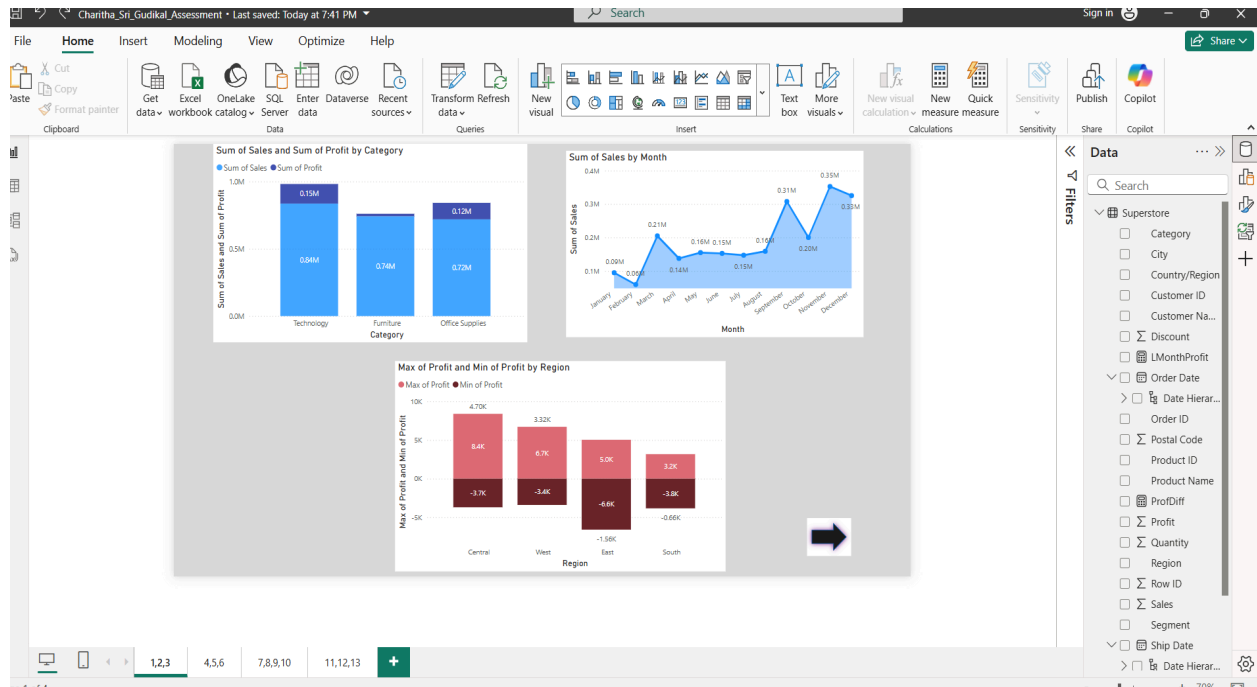 Charitha_Sri_Gudikal_Assessment • Last saved: Today at 7:41 PM
Search
Sign in
File Home Insert Modeling View Optimize Help
Share
Paste
Cut
Copy
Format painter
Clipboard
Get data
Excel workbook
OneLake catalog
SQL Server
Enter data
Dataverse
Recent sources
Data
Transform data
Refresh
Queries
New visual
Text box
More visuals
Insert
New visual calculation
New measure
Quick measure
Calculations
Sensitivity
Sensitivity
Publish
Share
Copilot
Copilot
Sum of Sales and Sum of Profit by Category
Sum of Sales Sum of Profit
Sum of Sales and Sum of Profit
1.0M
0.5M
0.0M
0.15M
0.84M
0.74M
0.12M
0.72M
Technology Furniture Office Supplies
Category
Sum of Sales by Month
Sum of Sales
0.4M
0.3M
0.2M
0.1M
0.09M
0.06M
0.21M
0.14M
0.16M
0.15M
0.15M
0.16M
0.31M
0.20M
0.35M
0.33M
January February March April May June July August September October November December
Month
Max of Profit and Min of Profit by Region
Max of Profit Min of Profit
Max of Profit and Min of Profit
10K
5K
0K
-5K
4.70K
8.4K
-3.7K
3.32K
6.7K
-3.4K
5.0K
-6.6K
-1.56K
3.2K
-3.8K
-0.66K
Central West East South
Region
Filters
Data
Search
Superstore
Category
City
Country/Region
Customer ID
Customer Na...
Discount
LMonthProfit
Order Date
Date Hierar...
Order ID
Postal Code
Product ID
Product Name
ProfDiff
Profit
Quantity
Region
Row ID
Sales
Segment
Ship Date
Date Hierar...
1,2,3 4,5,6 7,8,9,10 11,12,13